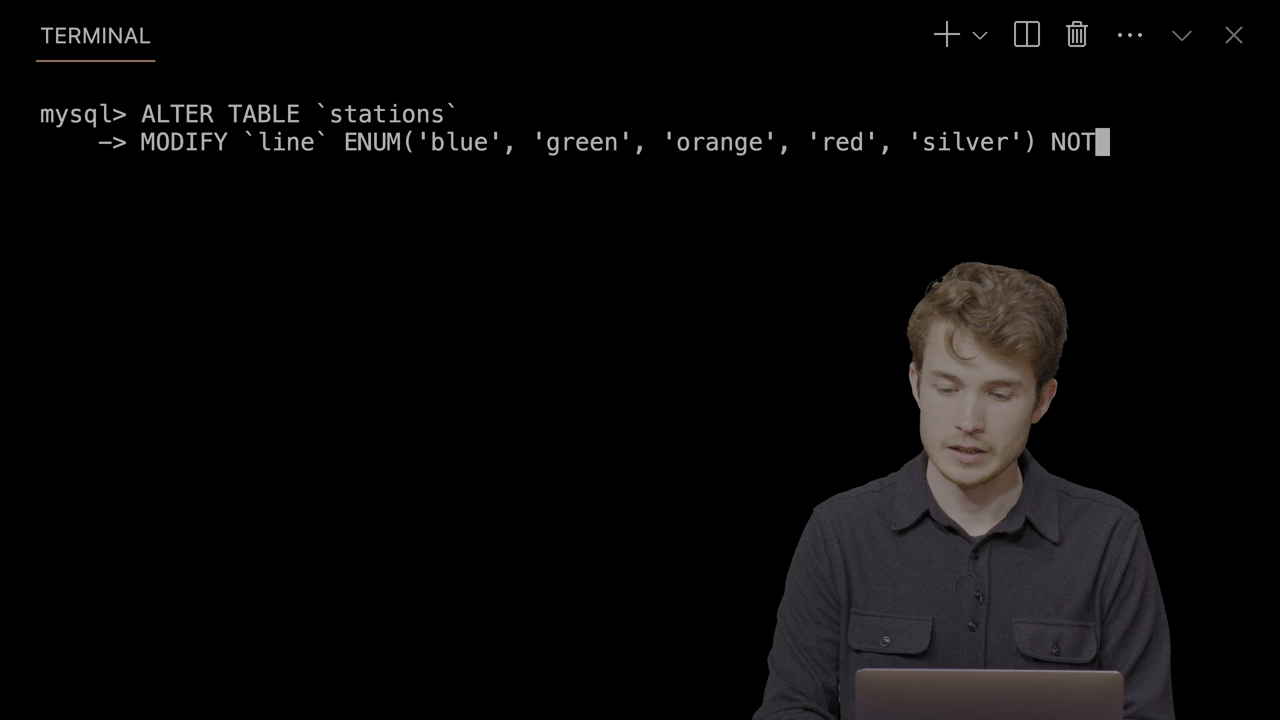 TERMINAL
mysql> ALTER TABLE `stations`
    -> MODIFY `line` ENUM('blue', 'green', 'orange', 'red', 'silver') NOT